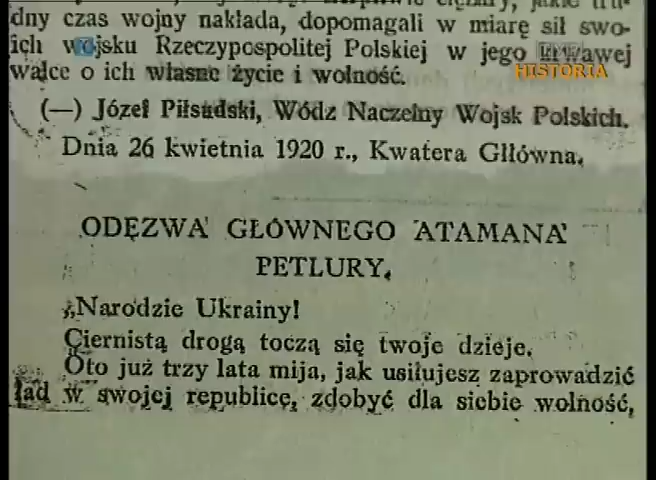 dny czas wojny nakłada, dopomagali w miarę sił swo-
ich wojsku Rzeczypospolitej Polskiej w jego krwawej
walce o ich własne życie i wolność.
HISTORIA
(—) Józef Piłsudski, Wódz Naczelny Wojsk Polskich.
Dnia 26 kwietnia 1920 r., Kwatera Głłówna.
ODĘZWA GŁÓWNEGO ATAMANA
PETLURY.
„Narodzie Ukrainy!
Ciernistą drogą toczą się twoje dzieje.
Oto już trzy lata mija, jak usiłujesz zaprowadzić
ład w swojej republice, zdobyć dla siebie wolność,